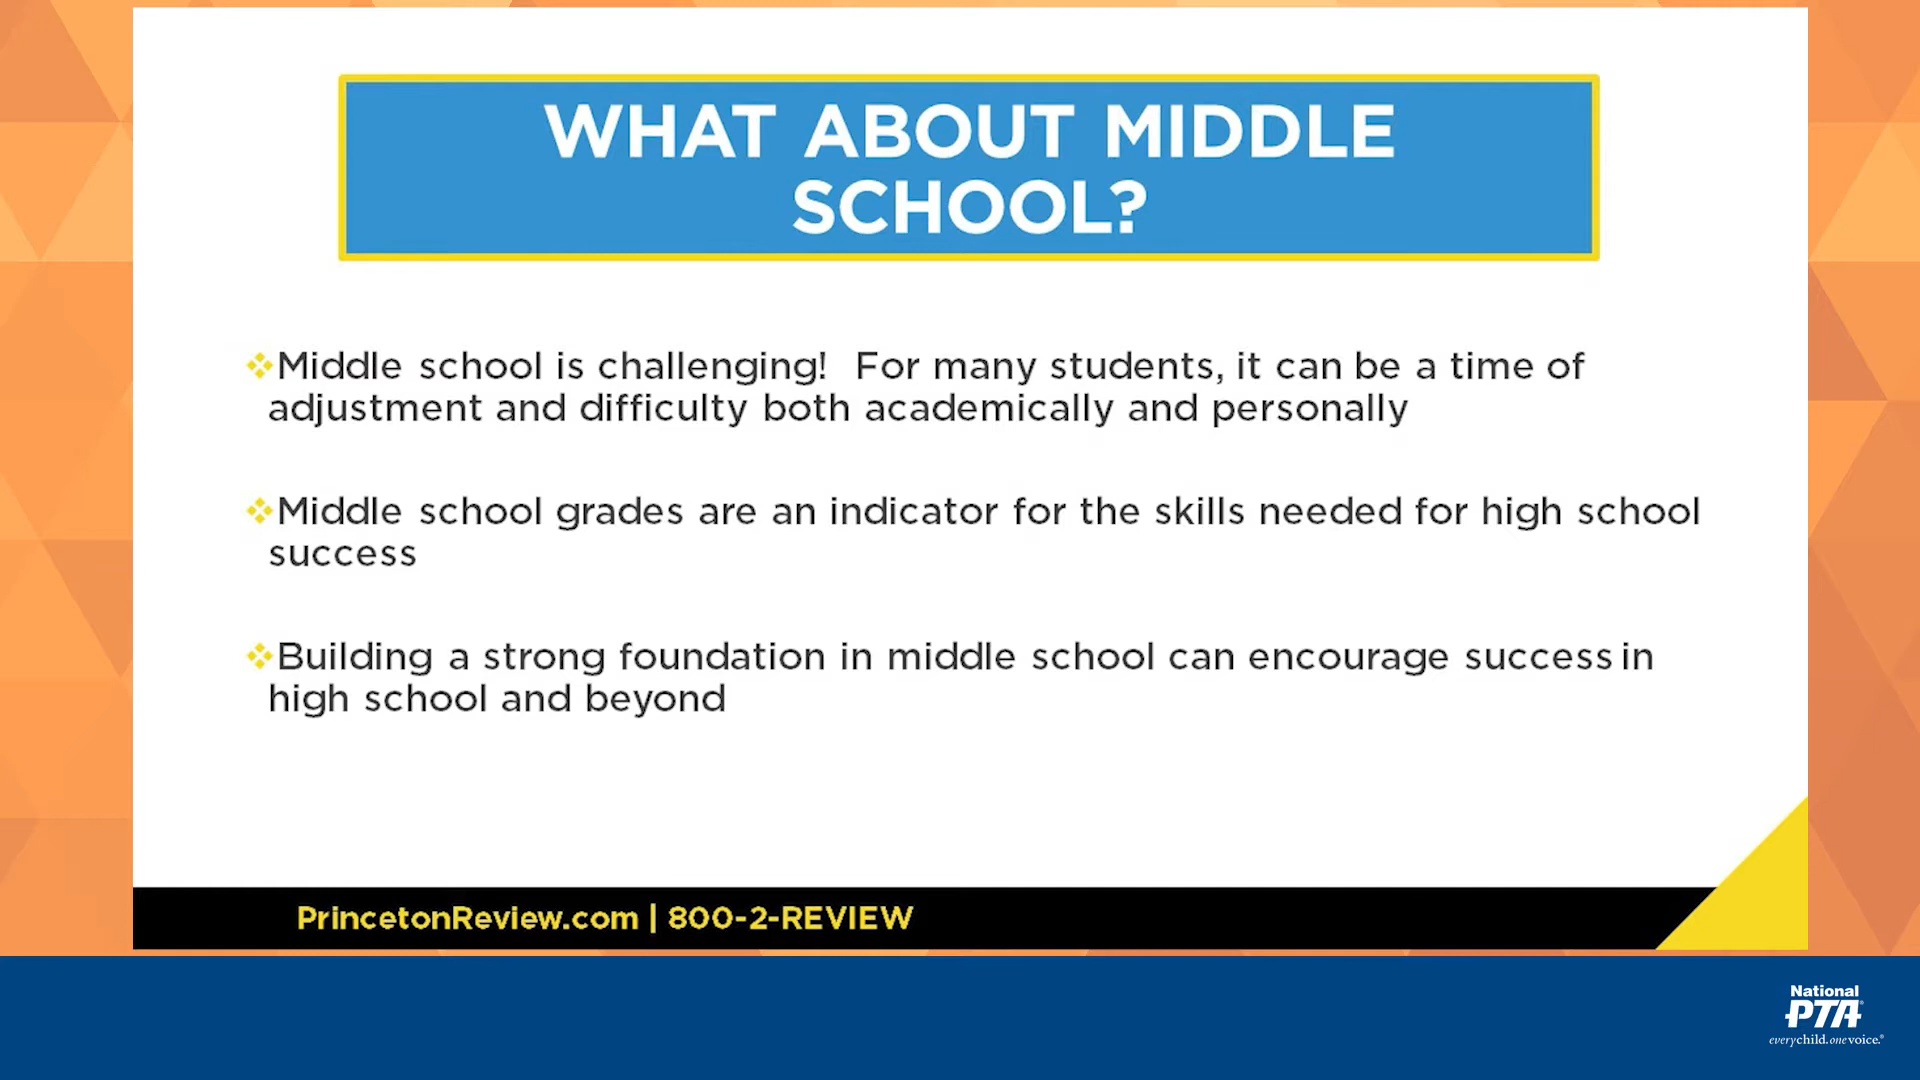 WHAT ABOUT MIDDLE
SCHOOL?
Middle school is challenging!  For many students, it can be a time of
adjustment and difficulty both academically and personally
Middle school grades are an indicator for the skills needed for high school
success
Building a strong foundation in middle school can encourage success in
high school and beyond
PrincetonReview.com | 800-2-REVIEW
National
PTA®
everychild.onevoice.®